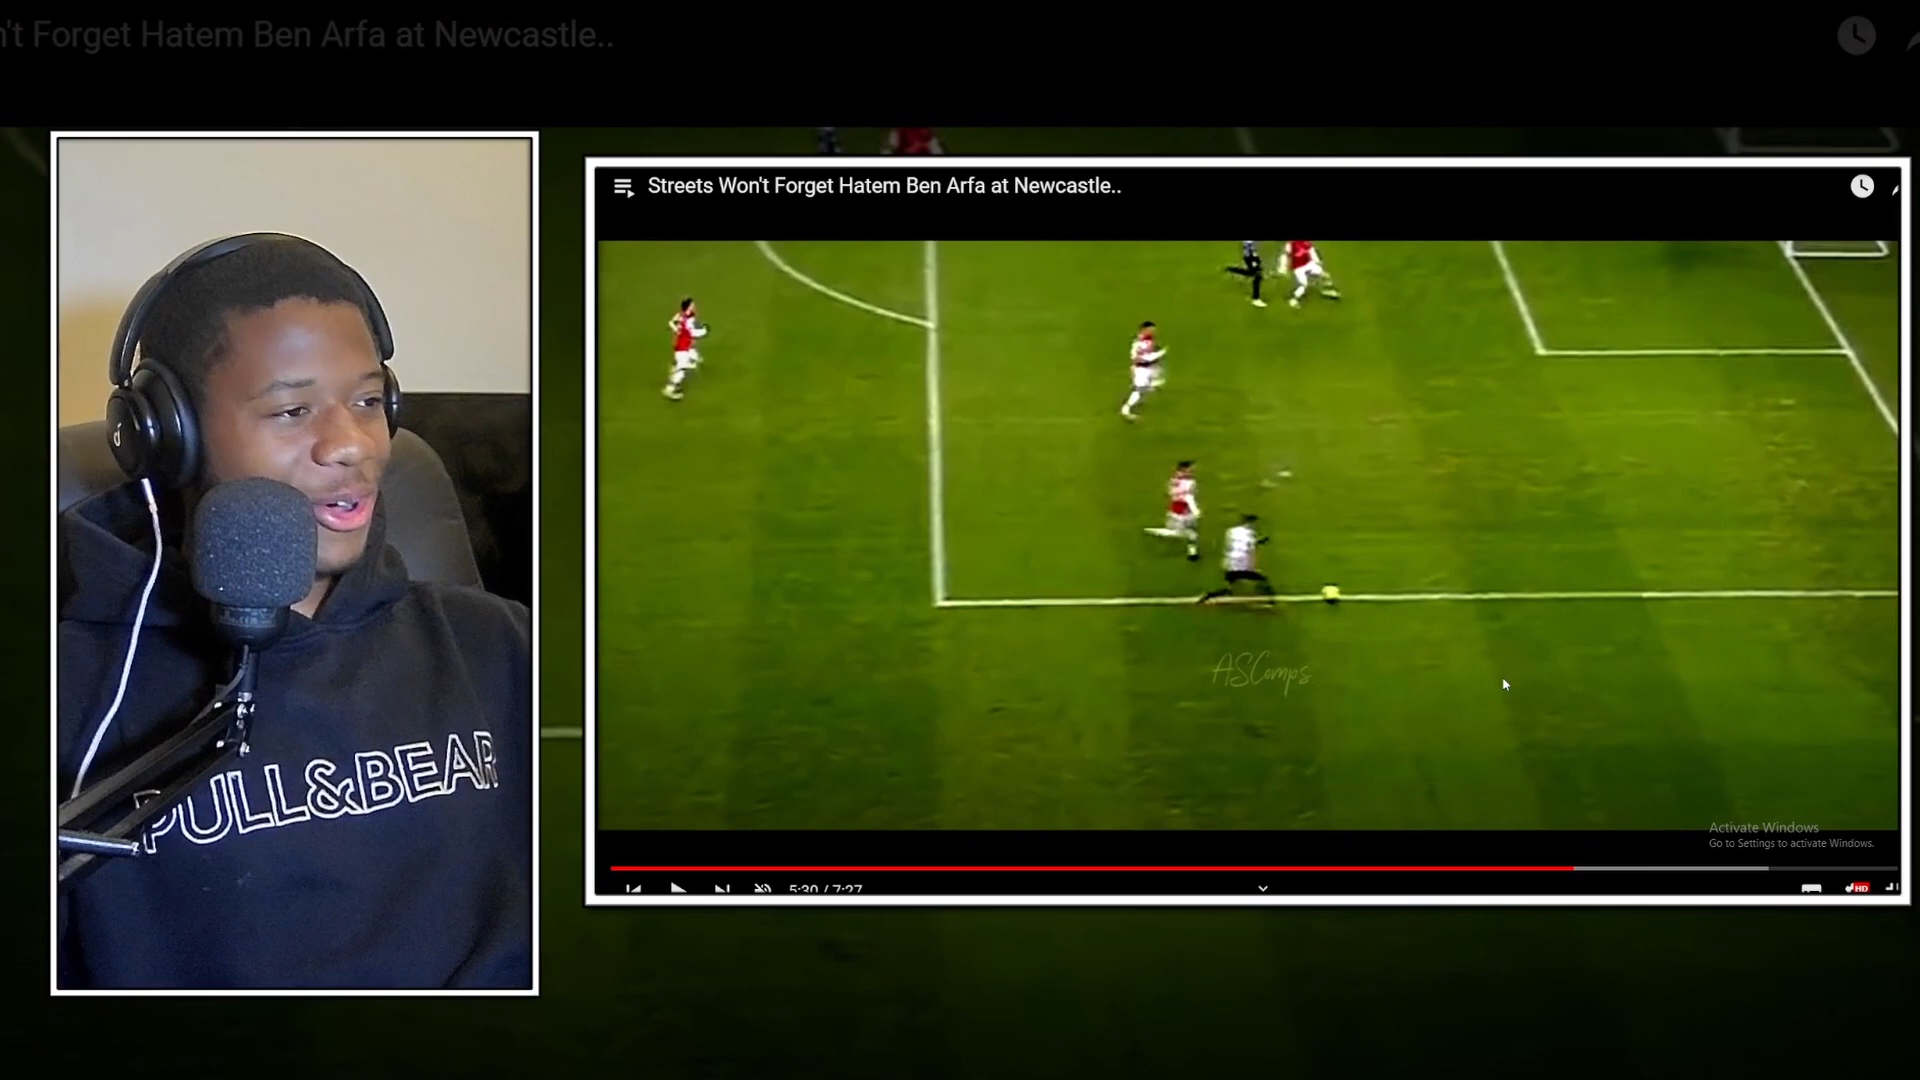 n't Forget Hatem Ben Arfa at Newcastle..
Streets Won't Forget Hatem Ben Arfa at Newcastle..
ASComps
PULL&BEAR
Activate Windows
Go to Settings to activate Windows.
5:30 / 7:27
HD